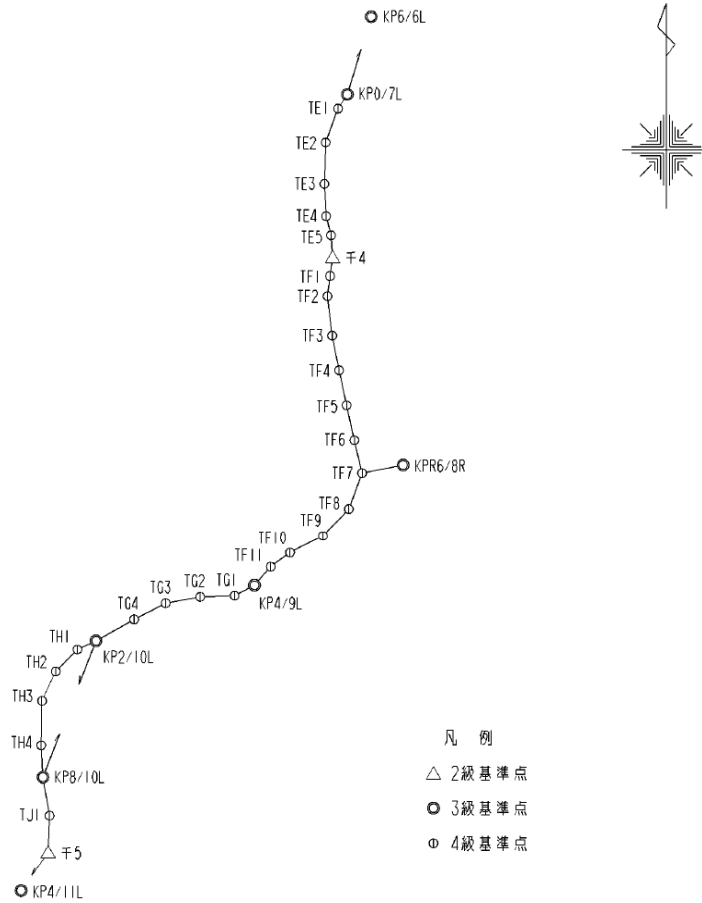 KP6/6L
KP0/7L
TE1
TE2
TE3
TE4
TE5
千4
TF1
TF2
TF3
TF4
TF5
TF6
TF7
KPR6/8R
TF8
TF9
TF10
TF11
TG1
TG2
TG3
KP4/9L
TG4
TH1
KP2/10L
TH2
TH3
TH4
KP8/10L
TJ1
千5
KP4/11L
凡 例
2級基準点
3級基準点
4級基準点